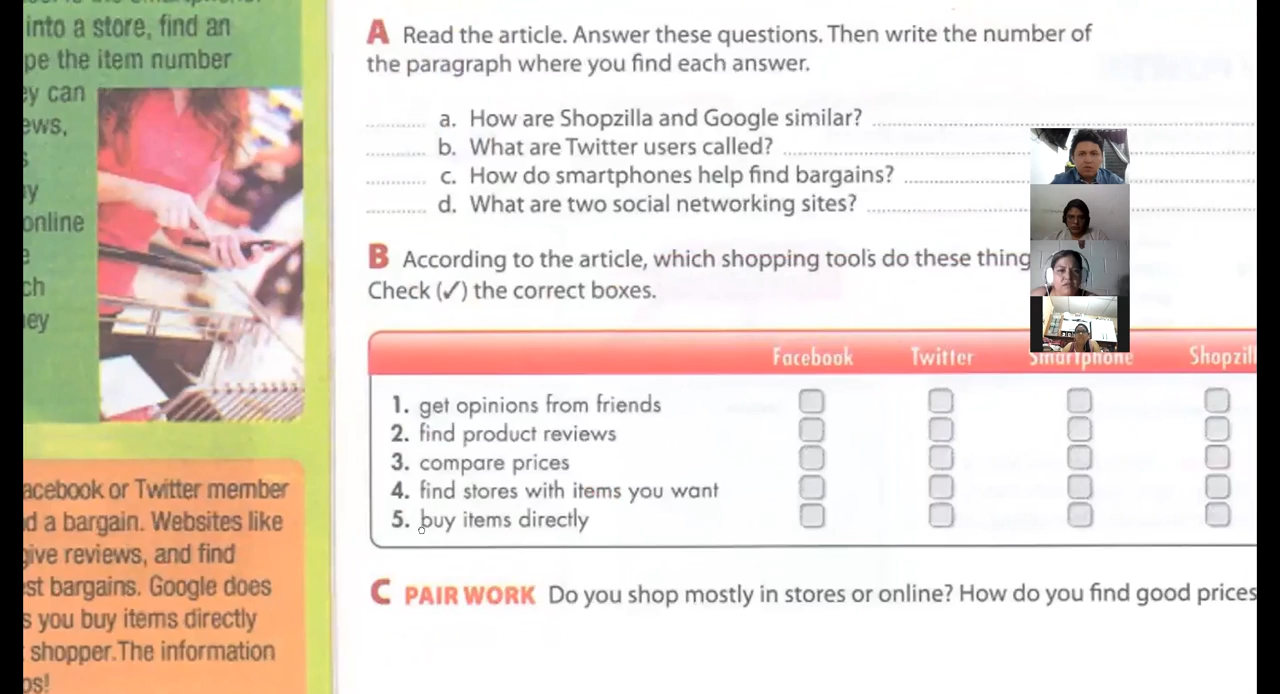 into a store, find an
pe the item number
ey can
ews,
online
ch
ey
acebook or Twitter member
d a bargain. Websites like
give reviews, and find
st bargains. Google does
s you buy items directly
shopper.The information
os!
A Read the article. Answer these questions. Then write the number of
the paragraph where you find each answer.
a. How are Shopzilla and Google similar?
b. What are Twitter users called?
c. How do smartphones help find bargains?
d. What are two social networking sites?
B According to the article, which shopping tools do these thing
Check (✓) the correct boxes.
Facebook Twitter Smartphone Shopzill
1. get opinions from friends
2. find product reviews
3. compare prices
4. find stores with items you want
5. buy items directly
C PAIR WORK Do you shop mostly in stores or online? How do you find good prices